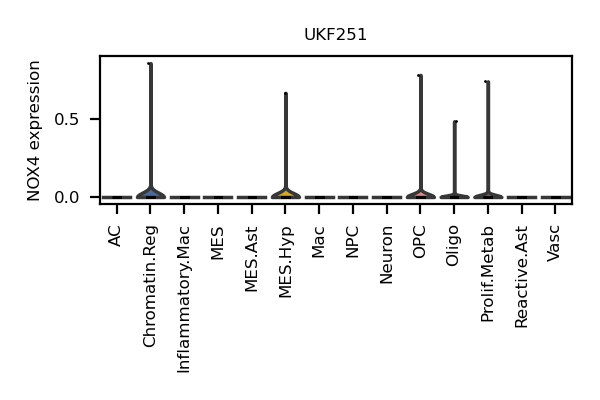 UKF251
NOX4 expression
0.5
0.0
AC
Chromatin.Reg
Inflammatory.Mac
MES
MES.Ast
MES.Hyp
Mac
NPC
Neuron
OPC
Oligo
Prolif.Metab
Reactive.Ast
Vasc